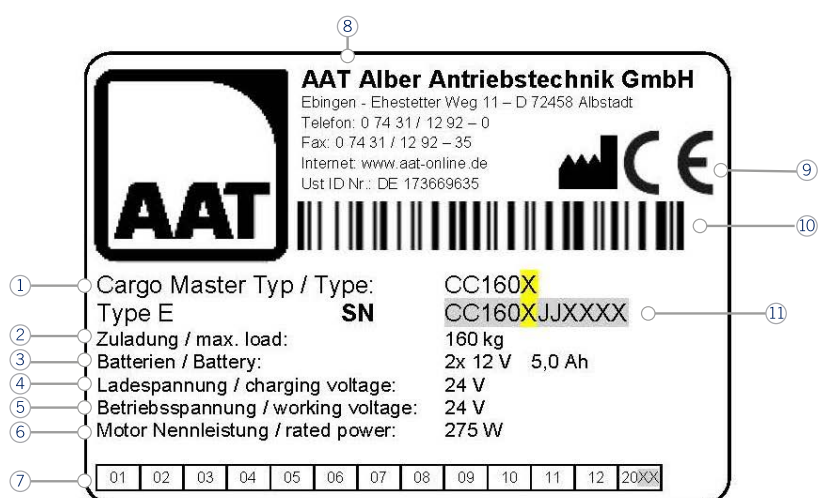 8
AAT Alber Antriebstechnik GmbH
Ebingen - Ehestetter Weg 11 – D 72458 Albstadt
Telefon: 0 74 31 / 12 92 – 0
Fax: 0 74 31 / 12 92 – 35
Internet: www.aat-online.de
Ust ID Nr.: DE 173669635
AAT
CE
9
10
1 Cargo Master Typ / Type: CC160X
Type E SN CC160XJJXXXX 11
2 Zuladung / max. load: 160 kg
3 Batterien / Battery: 2x 12 V 5,0 Ah
4 Ladespannung / charging voltage: 24 V
5 Betriebsspannung / working voltage: 24 V
6 Motor Nennleistung / rated power: 275 W
7 01 02 03 04 05 06 07 08 09 10 11 12 20XX